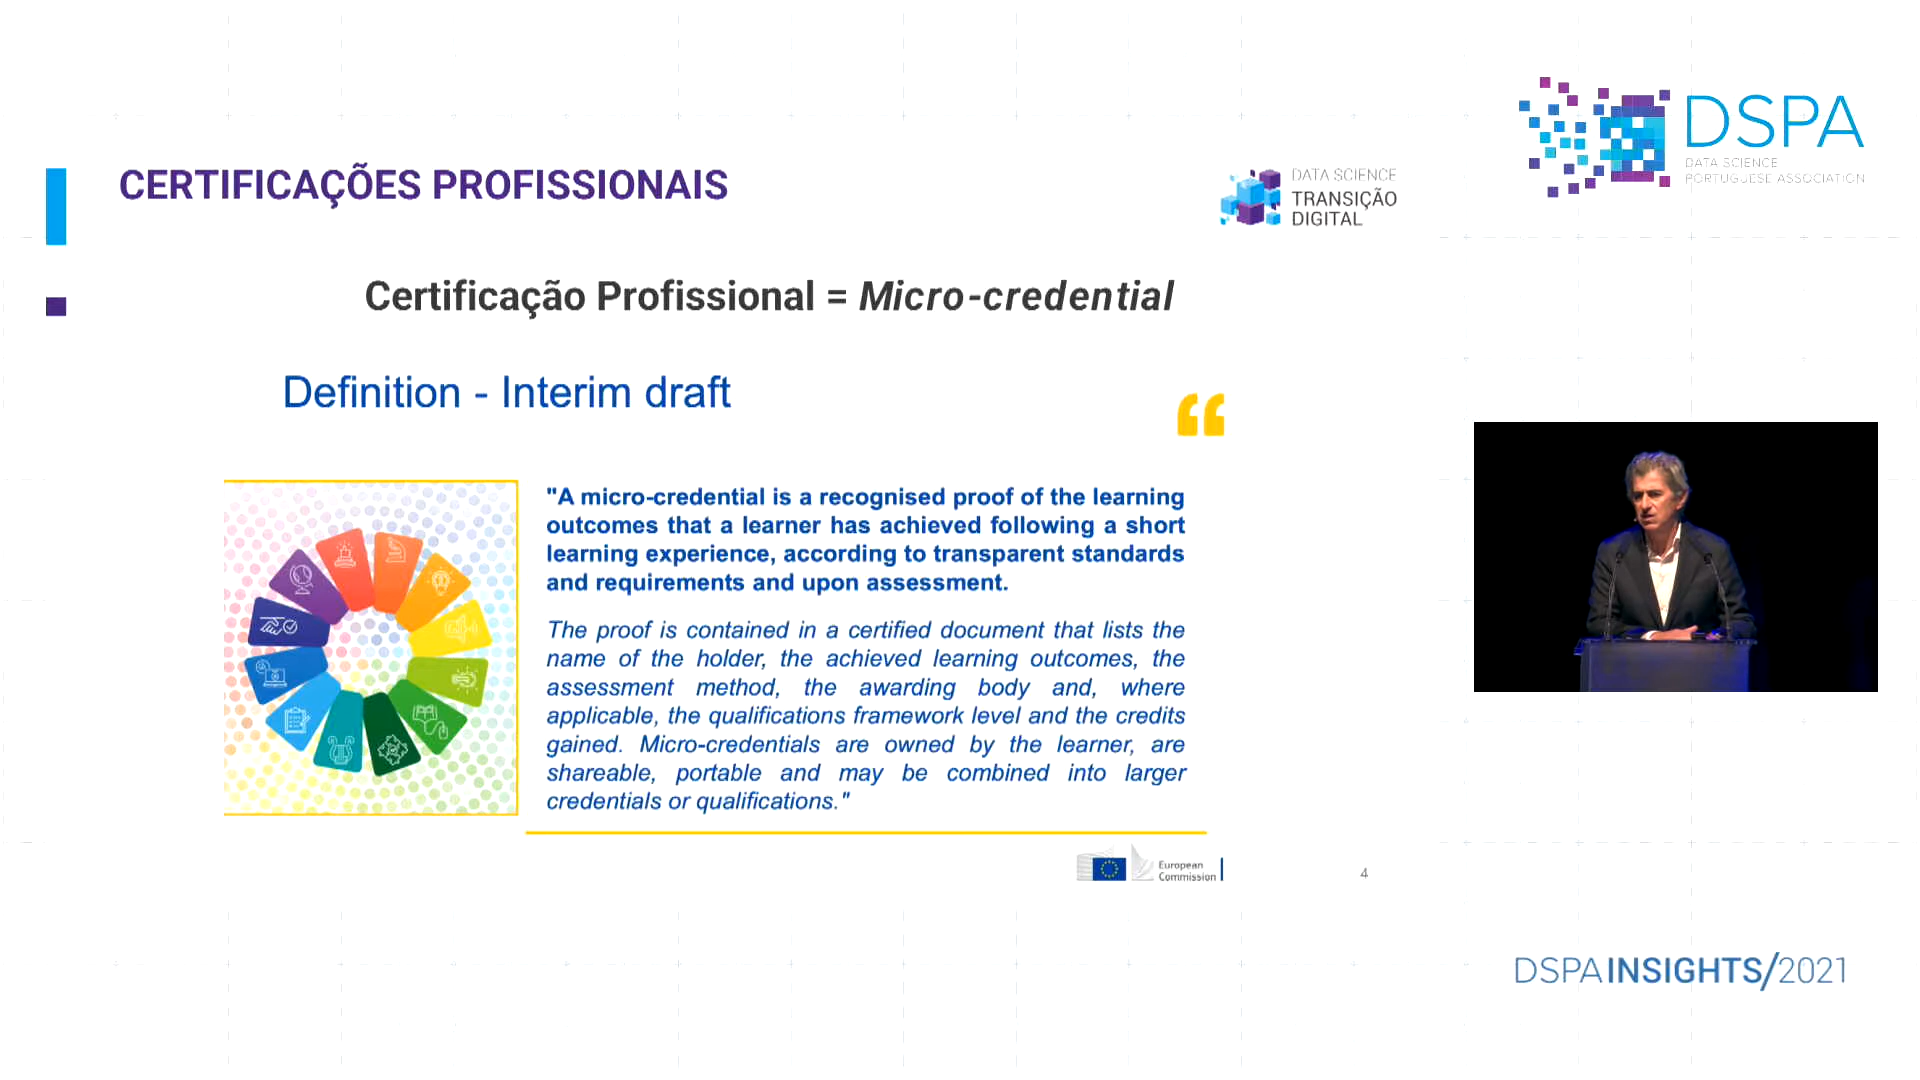 DSPA
DATA SCIENCE
PORTUGUESE ASSOCIATION
CERTIFICAÇÕES PROFISSIONAIS
DATA SCIENCE
TRANSIÇÃO
DIGITAL
Certificação Profissional = Micro-credential
Definition - Interim draft
“
"A micro-credential is a recognised proof of the learning
outcomes that a learner has achieved following a short
learning experience, according to transparent standards
and requirements and upon assessment.
The proof is contained in a certified document that lists the
name of the holder, the achieved learning outcomes, the
assessment method, the awarding body and, where
applicable, the qualifications framework level and the credits
gained. Micro-credentials are owned by the learner, are
shareable, portable and may be combined into larger
credentials or qualifications."
European
Commission
4
DSPAINSIGHTS/2021